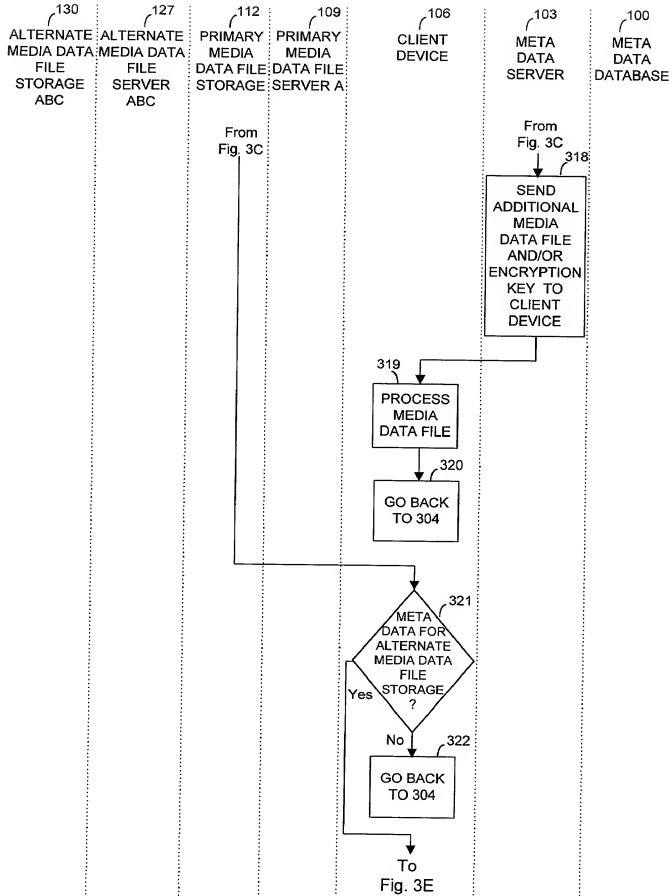 130
ALTERNATE
MEDIA DATA
FILE
STORAGE
ABC
127
ALTERNATE
MEDIA DATA
FILE
SERVER
ABC
112
PRIMARY
MEDIA
DATA FILE
STORAGE
109
PRIMARY
MEDIA
DATA FILE
SERVER A
106
CLIENT
DEVICE
103
META
DATA
SERVER
100
META
DATA
DATABASE
From
Fig. 3C
From
Fig. 3C
318
SEND
ADDITIONAL
MEDIA
DATA FILE
AND/OR
ENCRYPTION
KEY TO
CLIENT
DEVICE
319
PROCESS
MEDIA
DATA FILE
320
GO BACK
TO 304
321
META
DATA FOR
ALTERNATE
MEDIA DATA
FILE
STORAGE
?
Yes
No
322
GO BACK
TO 304
To
Fig. 3E